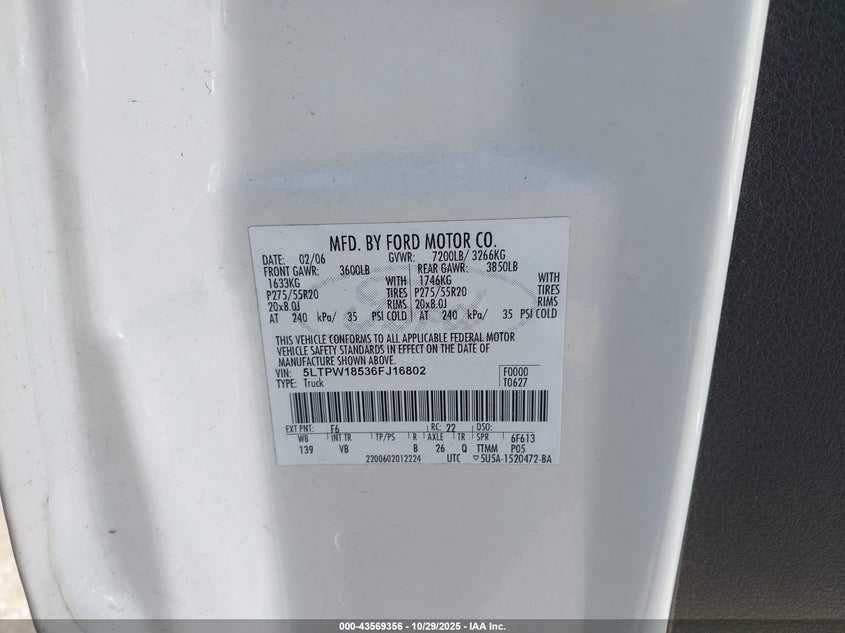 MFD. BY FORD MOTOR CO.
DATE: 02/06 GVWR: 7200LB/ 3266KG
FRONT GAWR: 3600LB REAR GAWR: 3850LB
1633KG WITH 1746KG WITH
P275/55R20 TIRES P275/55R20 TIRES
20x8.0J RIMS 20x8.0J RIMS
AT 240 kPa/ 35 PSI COLD AT 240 kPa/ 35 PSI COLD
THIS VEHICLE CONFORMS TO ALL APPLICABLE FEDERAL MOTOR
VEHICLE SAFETY STANDARDS IN EFFECT ON THE DATE OF
MANUFACTURE SHOWN ABOVE.
VIN: 5LTPW18536FJ16802 F0000
TYPE: Truck T0627
EXT PNT: F6 RC: 22 DSO:
WB INT TR TP/PS R AXLE TR SPR 6F613
139 VB B 26 Q TTMM P05
2200602012224 UTC ▽5U5A-1520472-BA
000-43569356 | 10/29/2025 - IAA Inc.